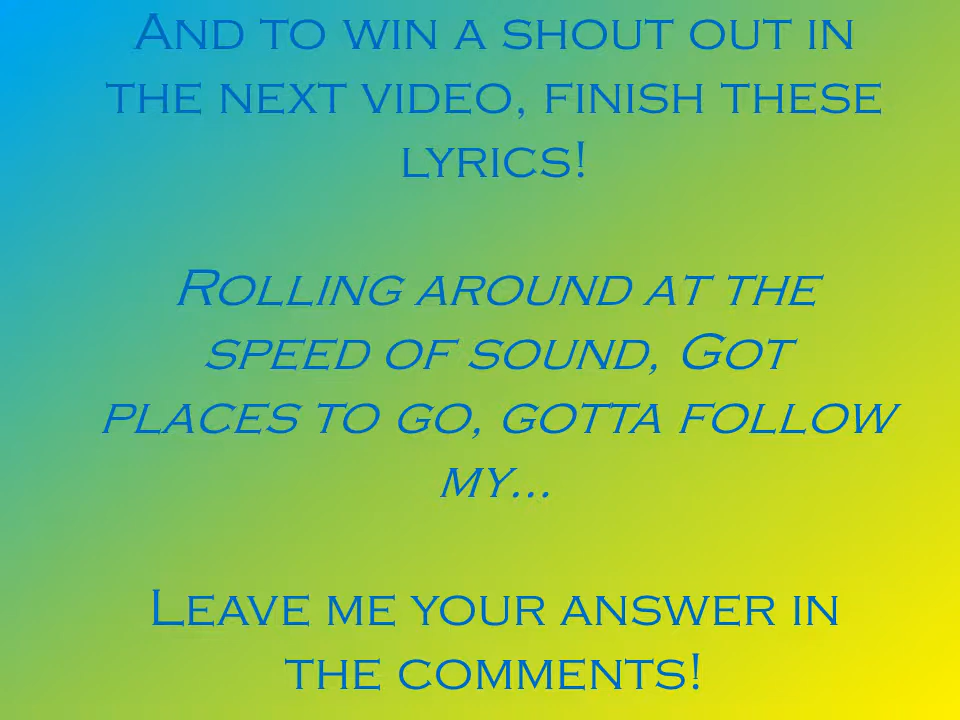 And to win a shout out in
the next video, finish these
lyrics!
Rolling around at the
speed of sound, Got
places to go, gotta follow
my...
Leave me your answer in
the comments!